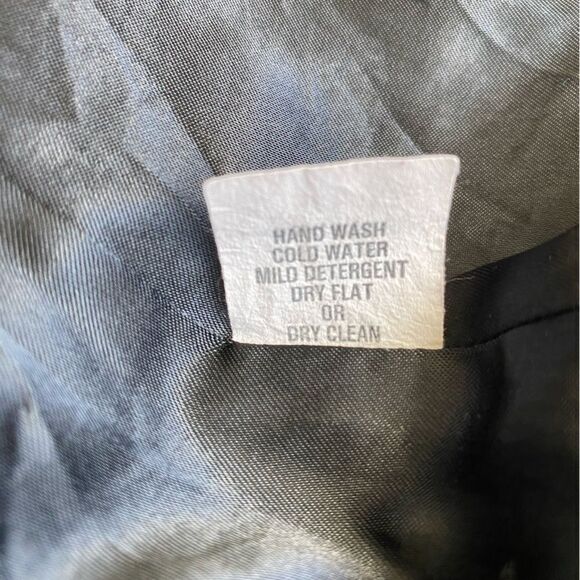 HAND WASH
COLD WATER
MILD DETERGENT
DRY FLAT
OR
DRY CLEAN